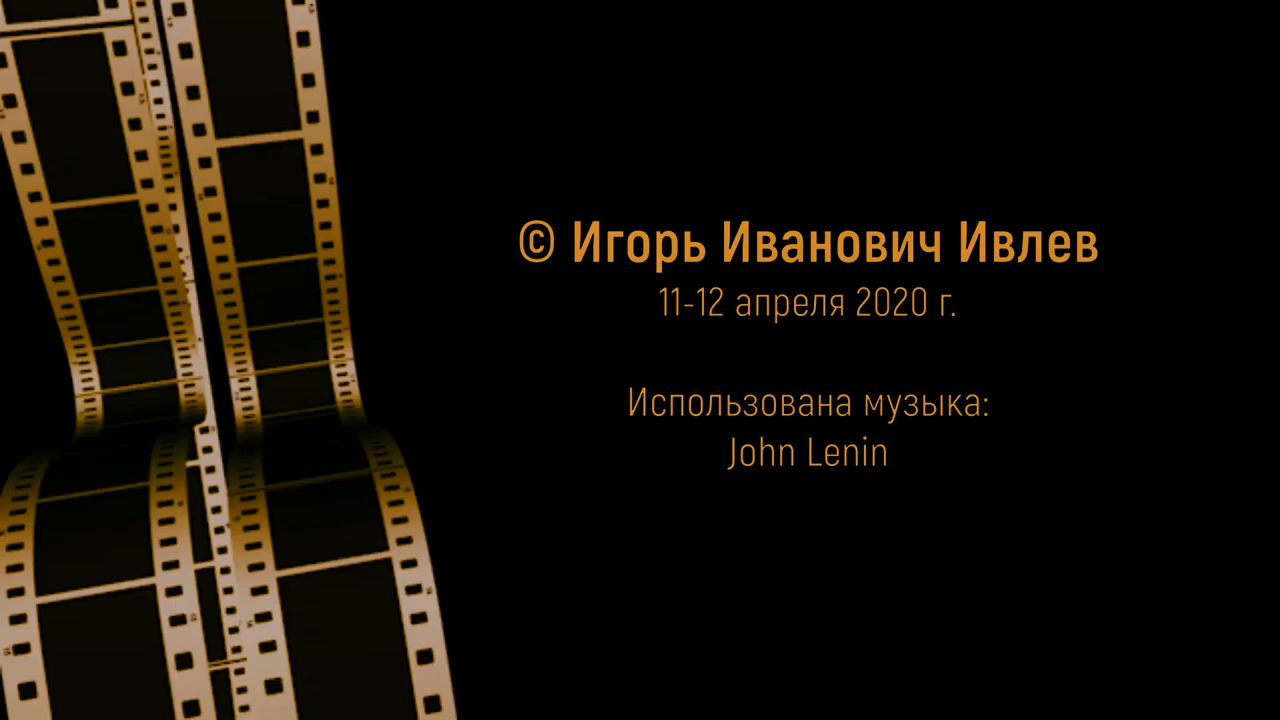 © Игорь Иванович Ивлев
11-12 апреля 2020 г.
Использована музыка:
John Lenin